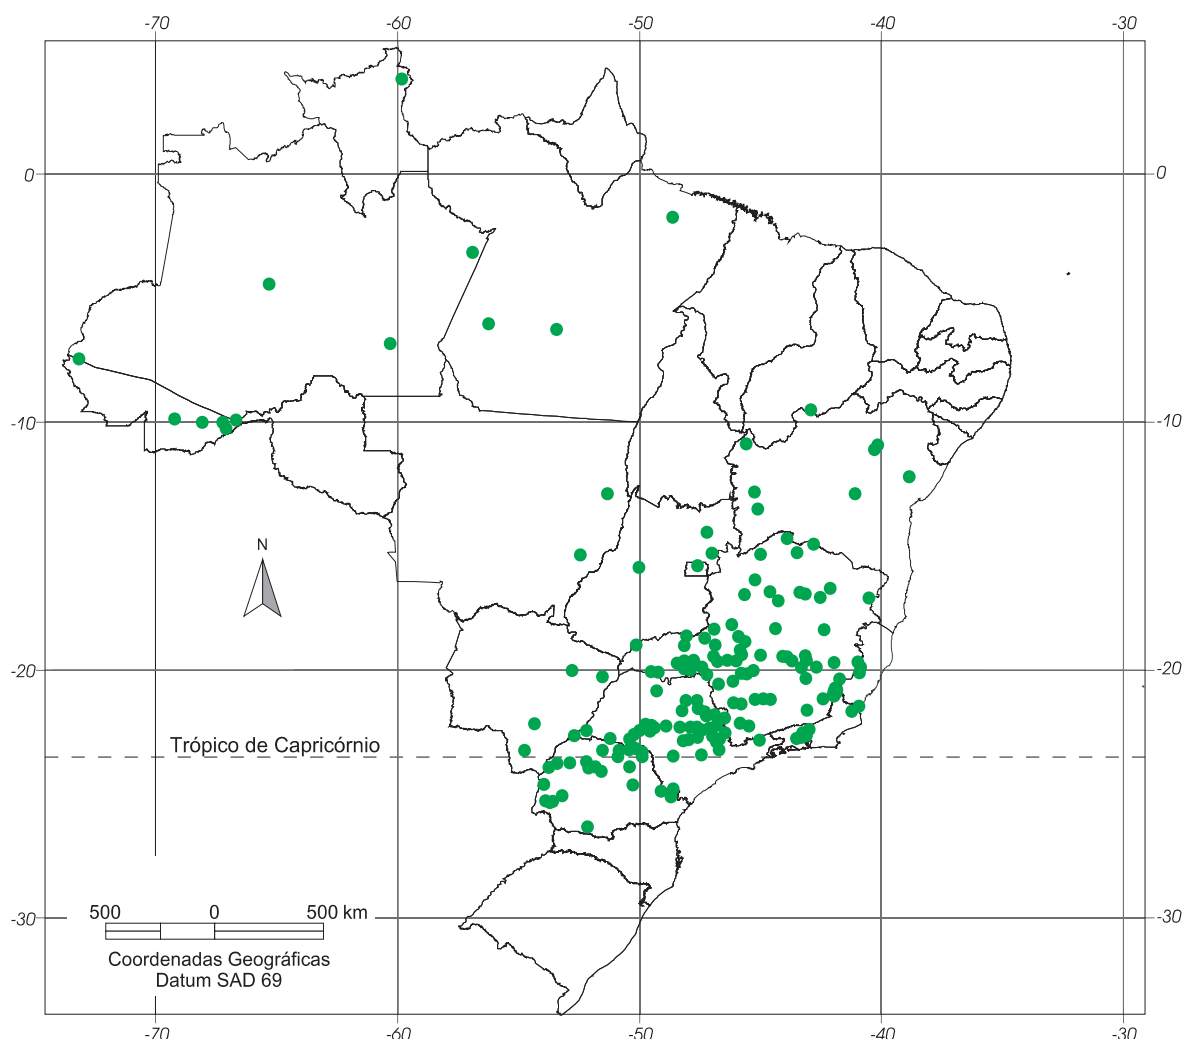 -70 -60 -50 -40 -30
0 0
-10 -10
N
Trópico de Capricórnio
-20 -20
500 0 500 km
-30 -30
Coordenadas Geográficas
Datum SAD 69
-70 -60 -50 -40 -30